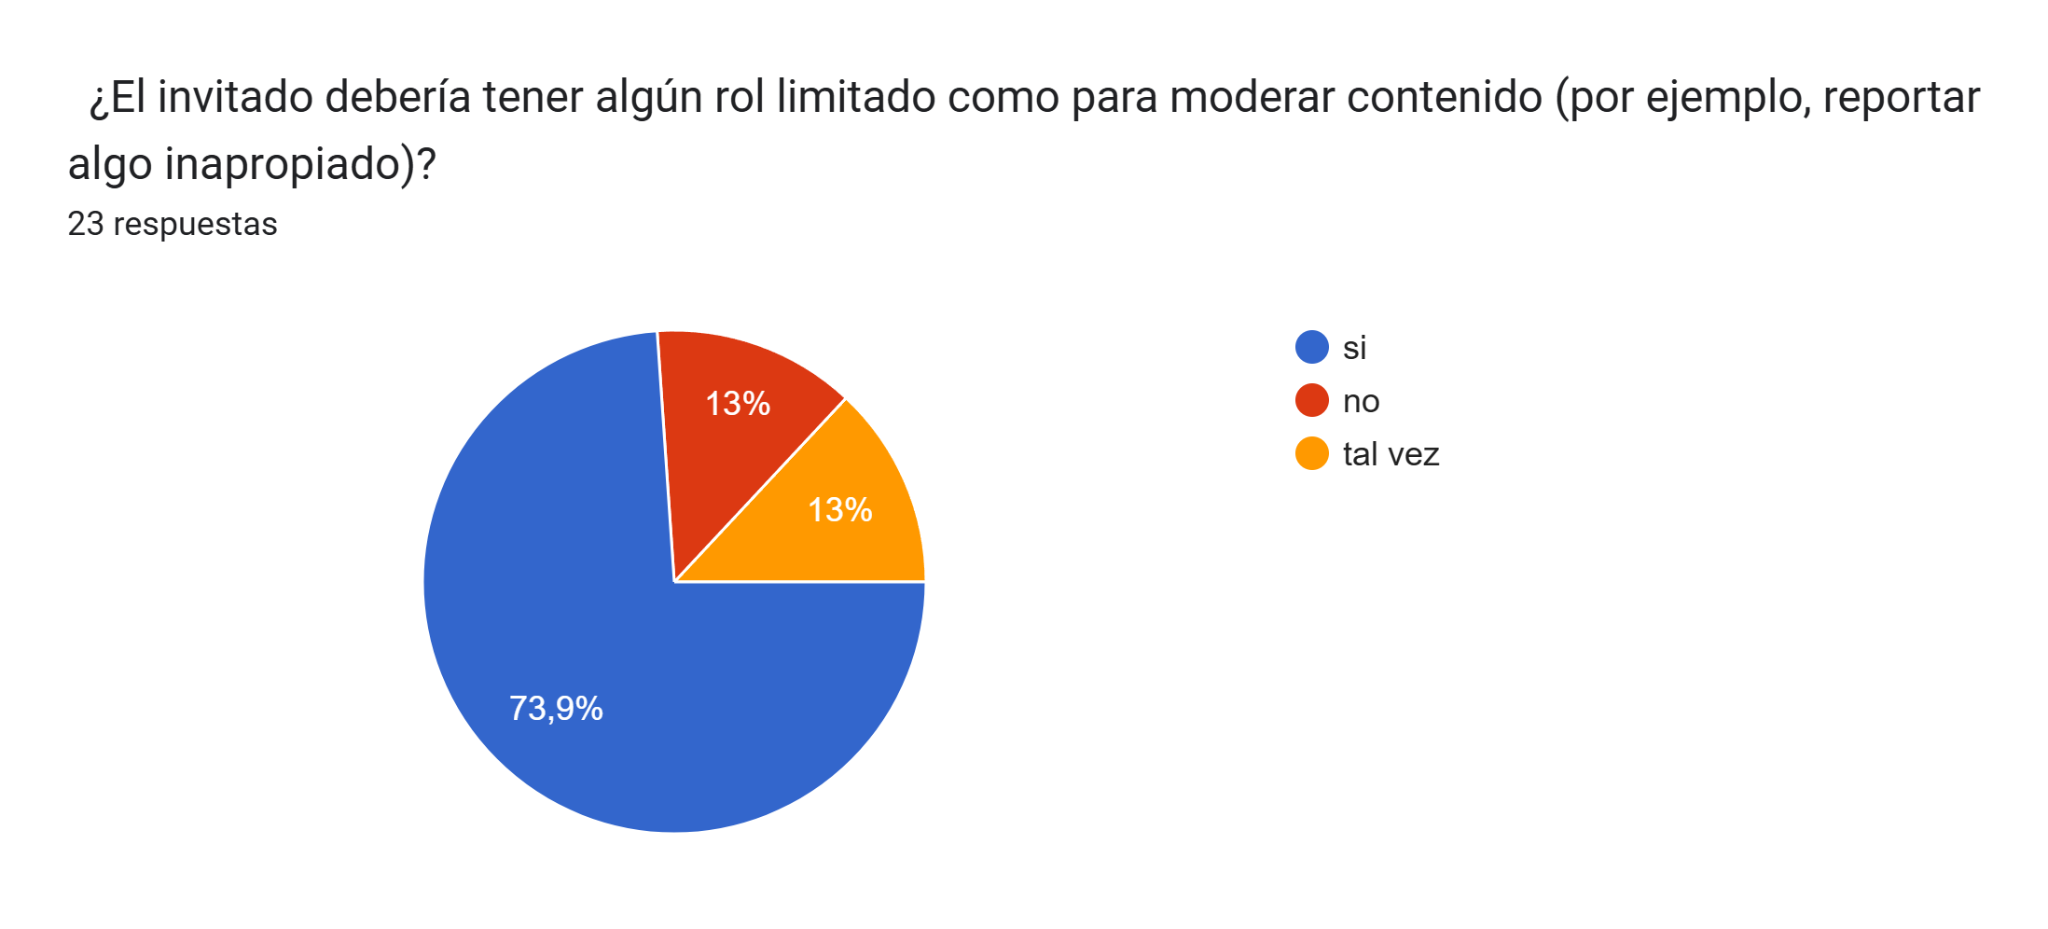 ¿El invitado debería tener algún rol limitado como para moderar contenido (por ejemplo, reportar
algo inapropiado)?
23 respuestas
si
no
tal vez
13%
13%
73,9%